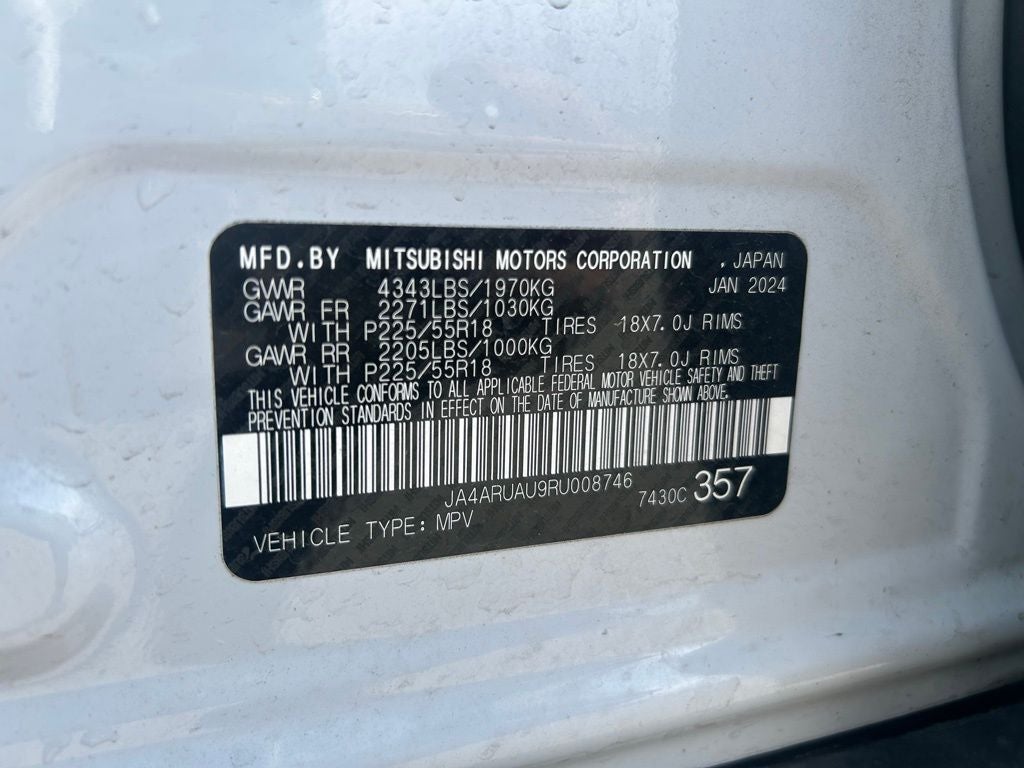 MFD.BY MITSUBISHI MOTORS CORPORATION , JAPAN
GVWR 4343LBS/1970KG JAN 2024
GAWR FR 2271LBS/1030KG
WITH P225/55R18 TIRES 18X7.0J RIMS
GAWR RR 2205LBS/1000KG
WITH P225/55R18 TIRES 18X7.0J RIMS
THIS VEHICLE CONFORMS TO ALL APPLICABLE FEDERAL MOTOR VEHICLE SAFETY AND THEFT
PREVENTION STANDARDS IN EFFECT ON THE DATE OF MANUFACTURE SHOWN ABOVE.
JA4ARUAU9RU008746 7430C 357
VEHICLE TYPE: MPV